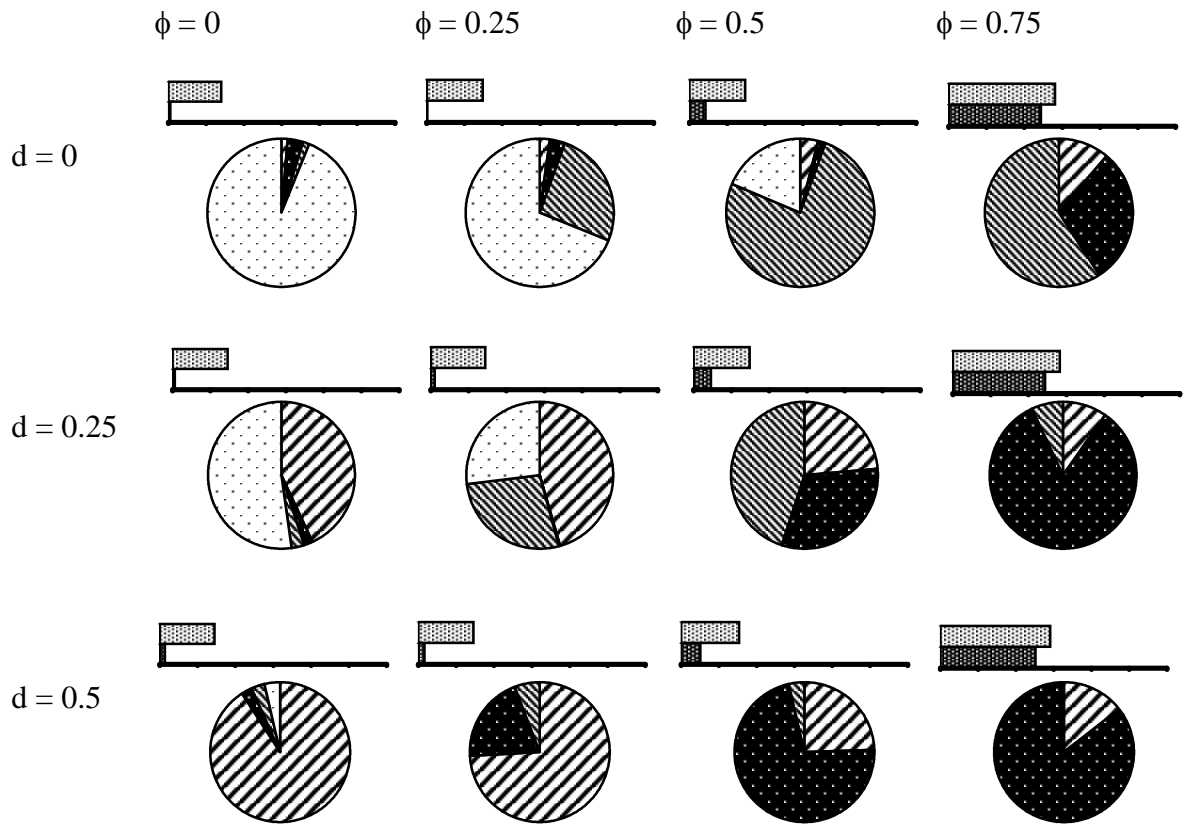 ϕ = 0 ϕ = 0.25 ϕ = 0.5 ϕ = 0.75
d = 0
d = 0.25
d = 0.5